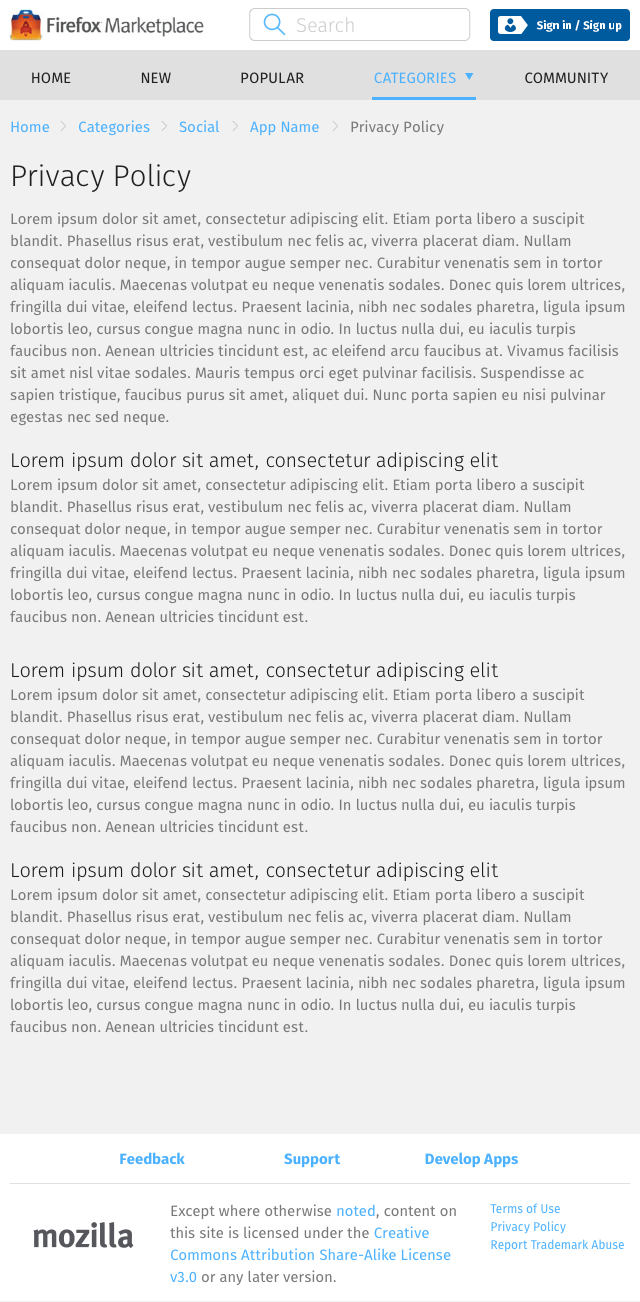 Firefox Marketplace
Search
Sign in / Sign up
HOME NEW POPULAR CATEGORIES COMMUNITY
Home Categories Social App Name Privacy Policy
Privacy Policy
Lorem ipsum dolor sit amet, consectetur adipiscing elit. Etiam porta libero a suscipit
blandit. Phasellus risus erat, vestibulum nec felis ac, viverra placerat diam. Nullam
consequat dolor neque, in tempor augue semper nec. Curabitur venenatis sem in tortor
aliquam iaculis. Maecenas volutpat eu neque venenatis sodales. Donec quis lorem ultrices,
fringilla dui vitae, eleifend lectus. Praesent lacinia, nibh nec sodales pharetra, ligula ipsum
lobortis leo, cursus congue magna nunc in odio. In luctus nulla dui, eu iaculis turpis
faucibus non. Aenean ultricies tincidunt est, ac eleifend arcu faucibus at. Vivamus facilisis
sit amet nisl vitae sodales. Mauris tempus orci eget pulvinar facilisis. Suspendisse ac
sapien tristique, faucibus purus sit amet, aliquet dui. Nunc porta sapien eu nisi pulvinar
egestas nec sed neque.
Lorem ipsum dolor sit amet, consectetur adipiscing elit
Lorem ipsum dolor sit amet, consectetur adipiscing elit. Etiam porta libero a suscipit
blandit. Phasellus risus erat, vestibulum nec felis ac, viverra placerat diam. Nullam
consequat dolor neque, in tempor augue semper nec. Curabitur venenatis sem in tortor
aliquam iaculis. Maecenas volutpat eu neque venenatis sodales. Donec quis lorem ultrices,
fringilla dui vitae, eleifend lectus. Praesent lacinia, nibh nec sodales pharetra, ligula ipsum
lobortis leo, cursus congue magna nunc in odio. In luctus nulla dui, eu iaculis turpis
faucibus non. Aenean ultricies tincidunt est.
Lorem ipsum dolor sit amet, consectetur adipiscing elit
Lorem ipsum dolor sit amet, consectetur adipiscing elit. Etiam porta libero a suscipit
blandit. Phasellus risus erat, vestibulum nec felis ac, viverra placerat diam. Nullam
consequat dolor neque, in tempor augue semper nec. Curabitur venenatis sem in tortor
aliquam iaculis. Maecenas volutpat eu neque venenatis sodales. Donec quis lorem ultrices,
fringilla dui vitae, eleifend lectus. Praesent lacinia, nibh nec sodales pharetra, ligula ipsum
lobortis leo, cursus congue magna nunc in odio. In luctus nulla dui, eu iaculis turpis
faucibus non. Aenean ultricies tincidunt est.
Lorem ipsum dolor sit amet, consectetur adipiscing elit
Lorem ipsum dolor sit amet, consectetur adipiscing elit. Etiam porta libero a suscipit
blandit. Phasellus risus erat, vestibulum nec felis ac, viverra placerat diam. Nullam
consequat dolor neque, in tempor augue semper nec. Curabitur venenatis sem in tortor
aliquam iaculis. Maecenas volutpat eu neque venenatis sodales. Donec quis lorem ultrices,
fringilla dui vitae, eleifend lectus. Praesent lacinia, nibh nec sodales pharetra, ligula ipsum
lobortis leo, cursus congue magna nunc in odio. In luctus nulla dui, eu iaculis turpis
faucibus non. Aenean ultricies tincidunt est.
Feedback Support Develop Apps
mozilla
Except where otherwise noted, content on
this site is licensed under the Creative
Commons Attribution Share-Alike License
v3.0 or any later version.
Terms of Use
Privacy Policy
Report Trademark Abuse